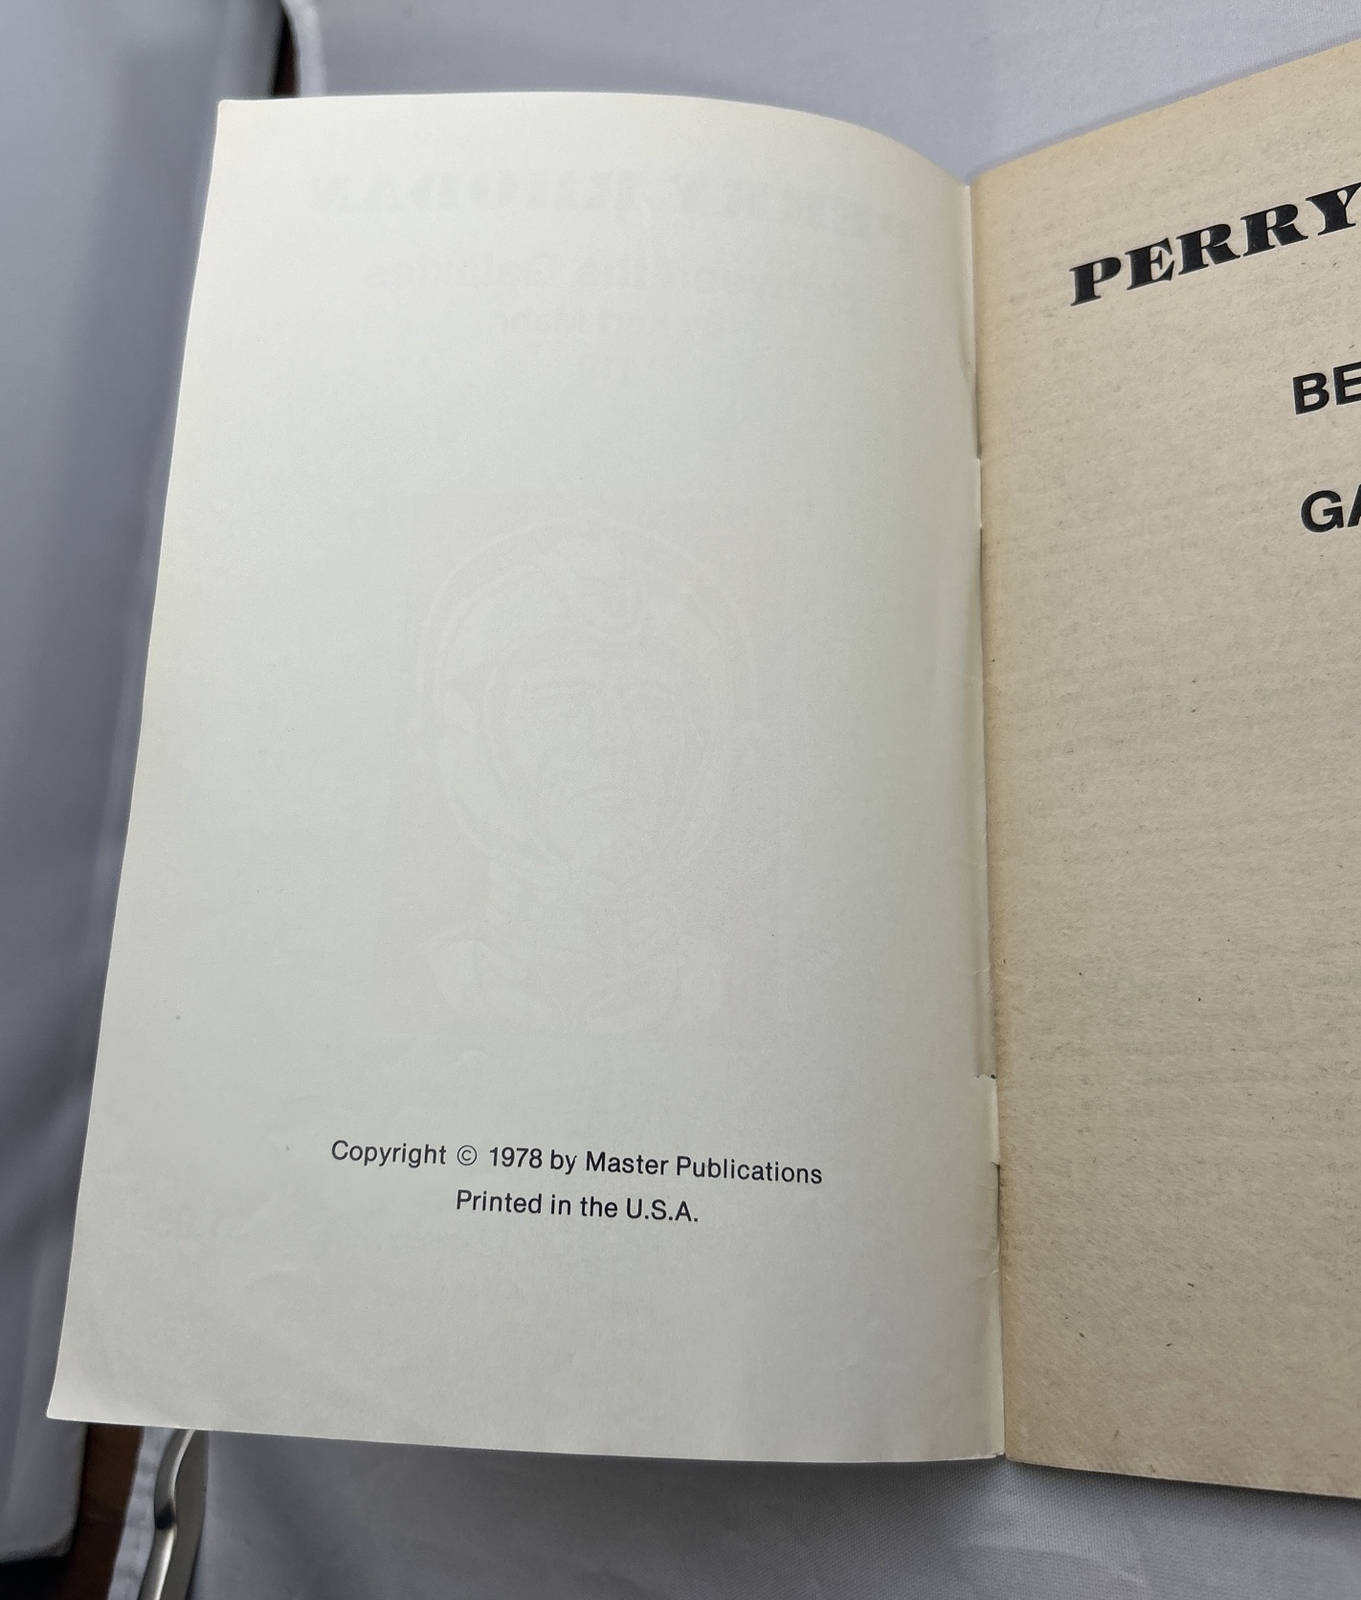 Copyright © 1978 by Master Publications
Printed in the U.S.A.
PERRY
BE
GA